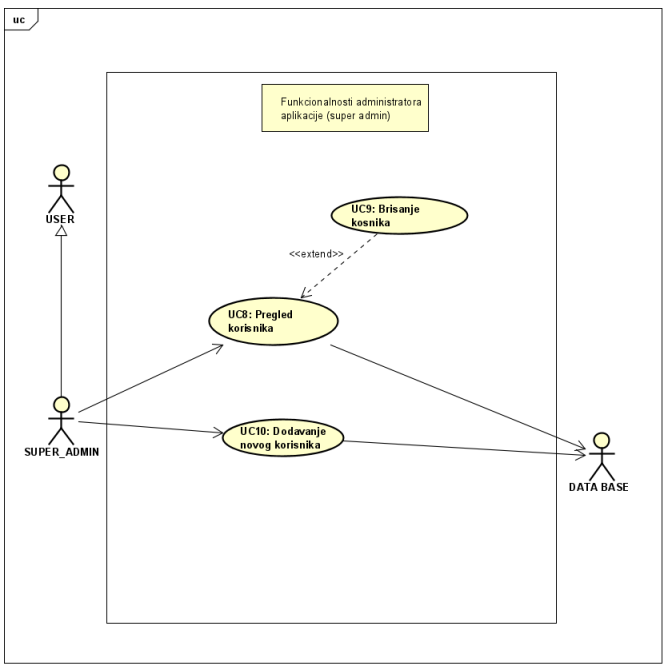 uc
Funkcionalnosti administratora
aplikacije (super admin)
USER
UC9: Brisanje
kosnika
<<extend>>
UC8: Pregled
korisnika
SUPER_ADMIN
UC10: Dodavanje
novog korisnika
DATA BASE